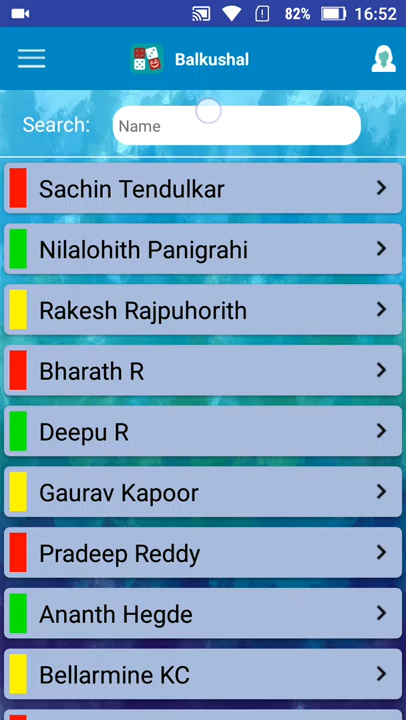 82% 16:52
Balkushal
Search: Name
Sachin Tendulkar
Nilalohith Panigrahi
Rakesh Rajpuhorith
Bharath R
Deepu R
Gaurav Kapoor
Pradeep Reddy
Ananth Hegde
Bellarmine KC